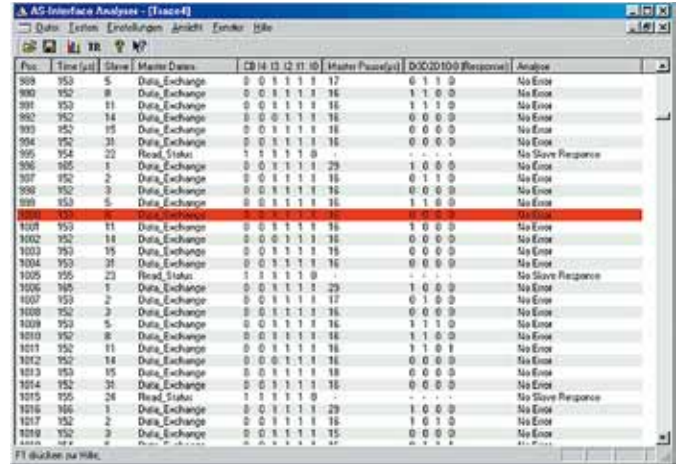 AS-Interface Analyser - [Trace4]
Datei Testen Einstellungen Ansicht Fenster Hilfe
TR
Pos. Time (µs) Slave Master Daten CB I4 I3 I2 I1 I0 Master Pause(µs) D3D2D1D0 (Response) Analyse
989 153 5 Data_Exchange 0 0 1 1 1 1 17 0 1 1 0 No Error
990 152 8 Data_Exchange 0 0 1 1 1 1 16 1 1 0 0 No Error
991 153 11 Data_Exchange 0 0 1 1 1 1 16 1 1 1 0 No Error
992 152 14 Data_Exchange 0 0 0 1 1 1 16 0 0 0 0 No Error
993 152 15 Data_Exchange 0 0 1 1 1 1 16 0 0 0 0 No Error
994 152 31 Data_Exchange 0 0 1 1 1 1 16 0 0 0 0 No Error
995 154 22 Read_Status 1 1 1 1 1 0 - - - - - No Slave Response
996 165 1 Data_Exchange 0 0 1 1 1 1 29 1 0 0 0 No Error
997 152 2 Data_Exchange 0 0 1 1 1 1 16 0 1 1 0 No Error
998 152 3 Data_Exchange 0 0 1 1 1 1 16 0 0 0 0 No Error
999 153 5 Data_Exchange 0 0 1 1 1 1 16 1 1 0 0 No Error
1000 153 Data_Exchange No Error
1001 153 11 Data_Exchange 0 0 1 1 1 1 16 1 0 0 0 No Error
1002 152 14 Data_Exchange 0 0 0 1 1 1 16 0 0 0 0 No Error
1003 153 15 Data_Exchange 0 0 1 1 1 1 15 0 0 0 0 No Error
1004 153 31 Data_Exchange 0 0 1 1 1 1 16 0 0 0 0 No Error
1005 155 23 Read_Status 1 1 1 1 1 0 - - - - - No Slave Response
1006 165 1 Data_Exchange 0 0 1 1 1 1 29 1 0 0 0 No Error
1007 153 2 Data_Exchange 0 0 1 1 1 1 17 0 1 0 0 No Error
1008 152 3 Data_Exchange 0 0 1 1 1 1 16 0 0 0 0 No Error
1009 153 5 Data_Exchange 0 0 1 1 1 1 16 1 1 1 0 No Error
1010 152 8 Data_Exchange 0 0 1 1 1 1 16 1 1 0 0 No Error
1011 152 11 Data_Exchange 0 0 1 1 1 1 16 1 1 0 1 No Error
1012 152 14 Data_Exchange 0 0 0 1 1 1 16 0 0 0 0 No Error
1013 153 15 Data_Exchange 0 0 1 1 1 1 18 0 0 0 0 No Error
1014 152 31 Data_Exchange 0 0 1 1 1 1 16 0 0 0 0 No Error
1015 155 24 Read_Status 1 1 1 1 1 0 - - - - - No Slave Response
1016 166 1 Data_Exchange 0 0 1 1 1 1 29 1 0 0 0 No Error
1017 152 2 Data_Exchange 0 0 1 1 1 1 16 1 0 1 0 No Error
1018 152 3 Data_Exchange 0 0 1 1 1 1 15 0 0 0 0 No Error
F1 drücken zur Hilfe.